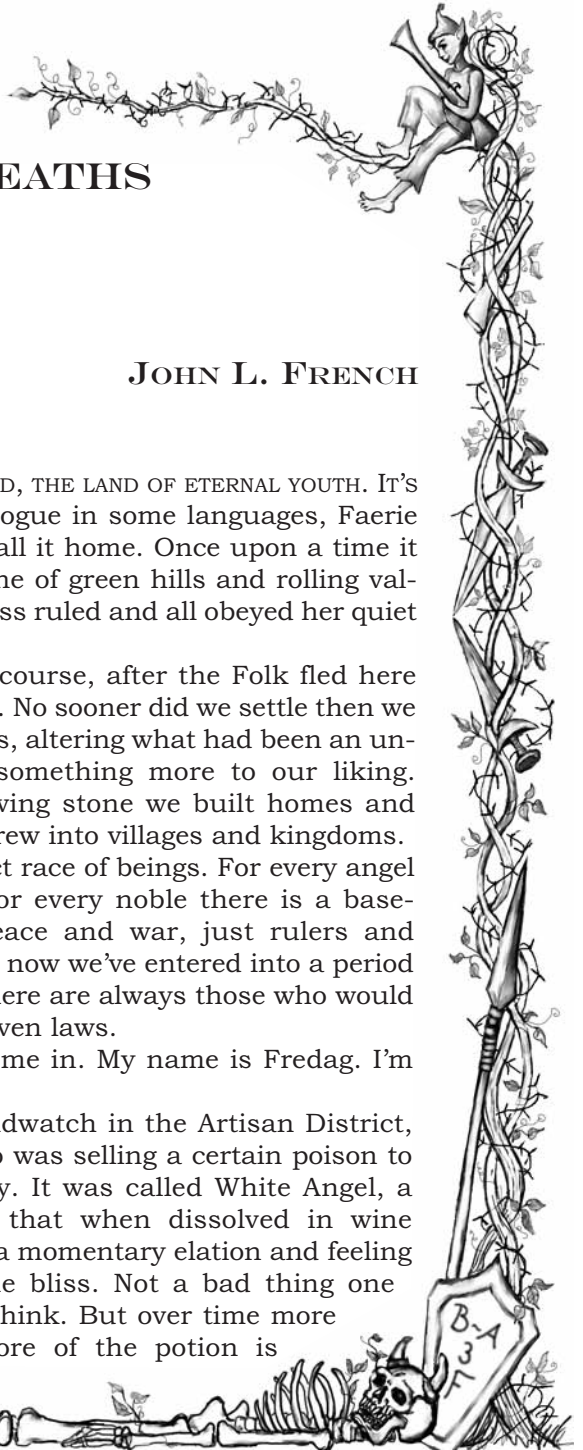 EATHS
JOHN L. FRENCH
D, THE LAND OF ETERNAL YOUTH. IT'S
ogue in some languages, Faerie
all it home. Once upon a time it
ne of green hills and rolling val-
ss ruled and all obeyed her quiet
course, after the Folk fled here
. No sooner did we settle then we
s, altering what had been an un-
something more to our liking.
wing stone we built homes and
rew into villages and kingdoms.
ct race of beings. For every angel
or every noble there is a base-
eace and war, just rulers and
now we've entered into a period
here are always those who would
ven laws.
me in. My name is Fredag. I'm
dwatch in the Artisan District,
o was selling a certain poison to
y. It was called White Angel, a
that when dissolved in wine
a momentary elation and feeling
e bliss. Not a bad thing one
hink. But over time more
ore of the potion is
B~A
3
F